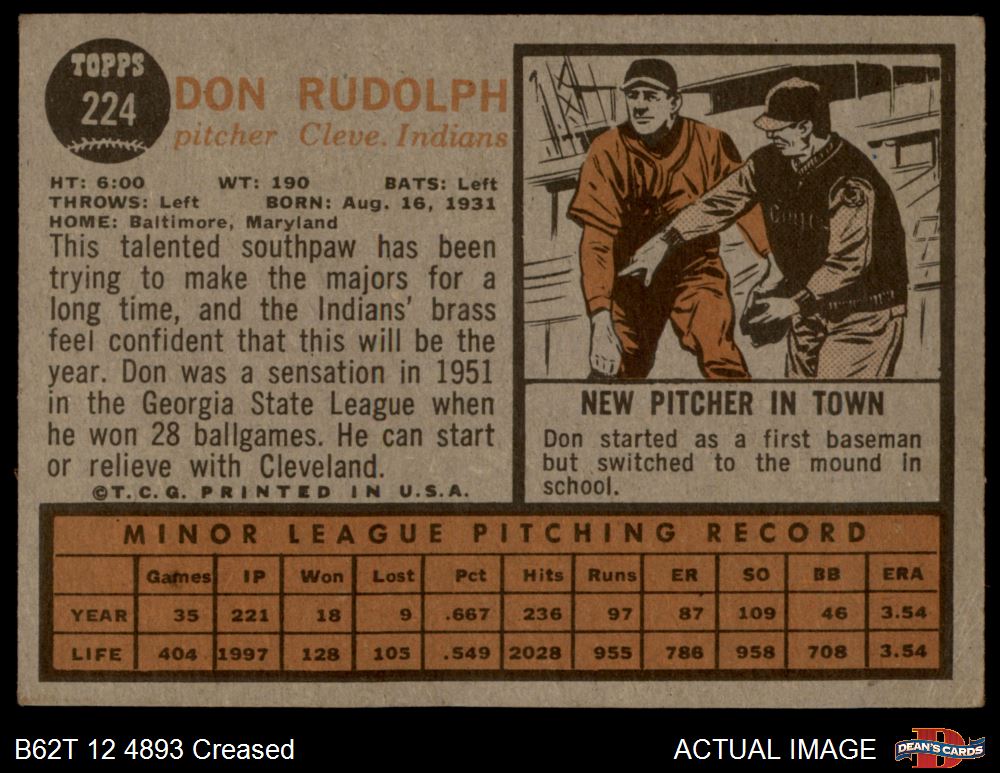 TOPPS
224
DON RUDOLPH
pitcher Cleve. Indians
HT: 6:00 WT: 190 BATS: Left
THROWS: Left BORN: Aug. 16, 1931
HOME: Baltimore, Maryland
This talented southpaw has been
trying to make the majors for a
long time, and the Indians' brass
feel confident that this will be the
year. Don was a sensation in 1951
in the Georgia State League when
he won 28 ballgames. He can start
or relieve with Cleveland.
©T.C.G. PRINTED IN U.S.A.
NEW PITCHER IN TOWN
Don started as a first baseman
but switched to the mound in
school.
MINOR LEAGUE PITCHING RECORD
Games IP Won Lost Pct Hits Runs ER SO BB ERA
YEAR 35 221 18 9 .667 236 97 87 109 46 3.54
LIFE 404 1997 128 105 .549 2028 955 786 958 708 3.54
B62T 12 4893 Creased
ACTUAL IMAGE
D
DEAN'S CARDS